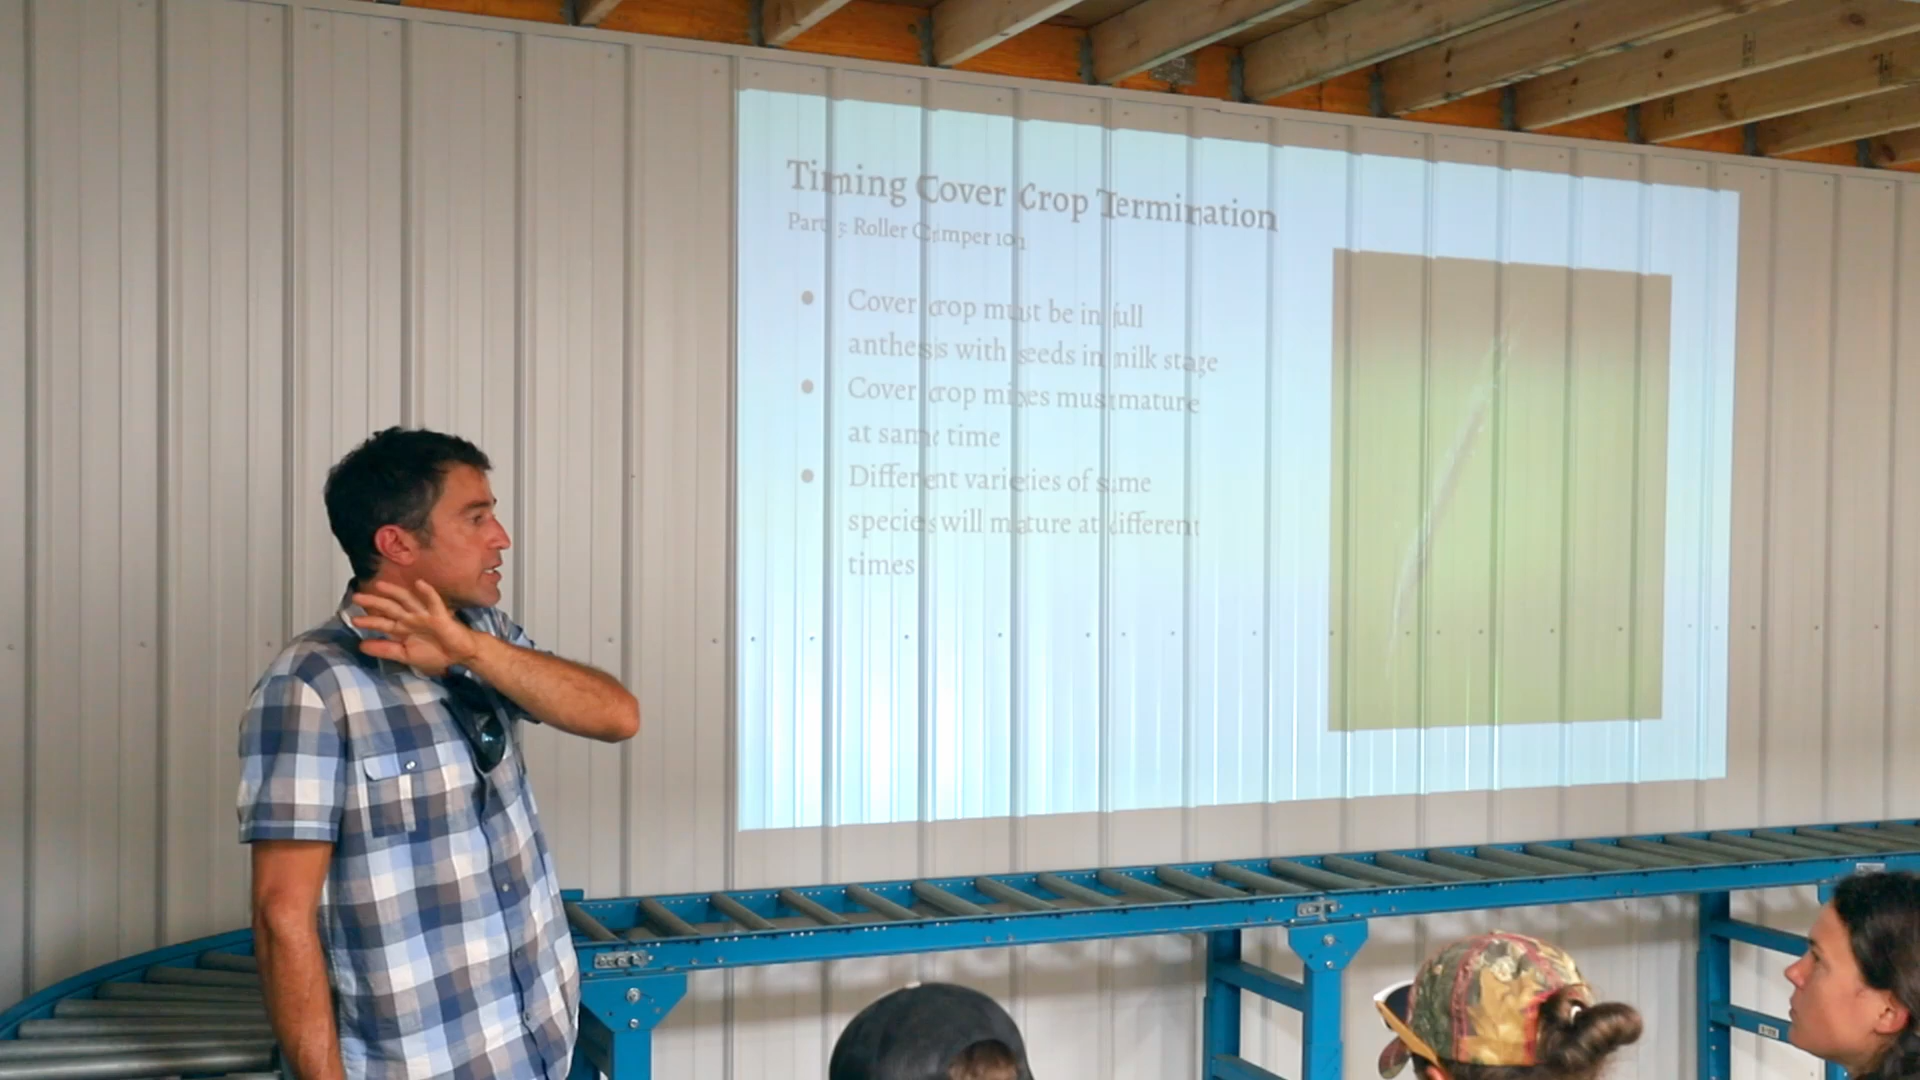 Timing Cover Crop Termination
Part 3: Roller Crimper 101
Cover crop must be in full
anthesis with seeds in milk stage
Cover crop mixes must mature
at same time
Different varieties of same
species will mature at different
times